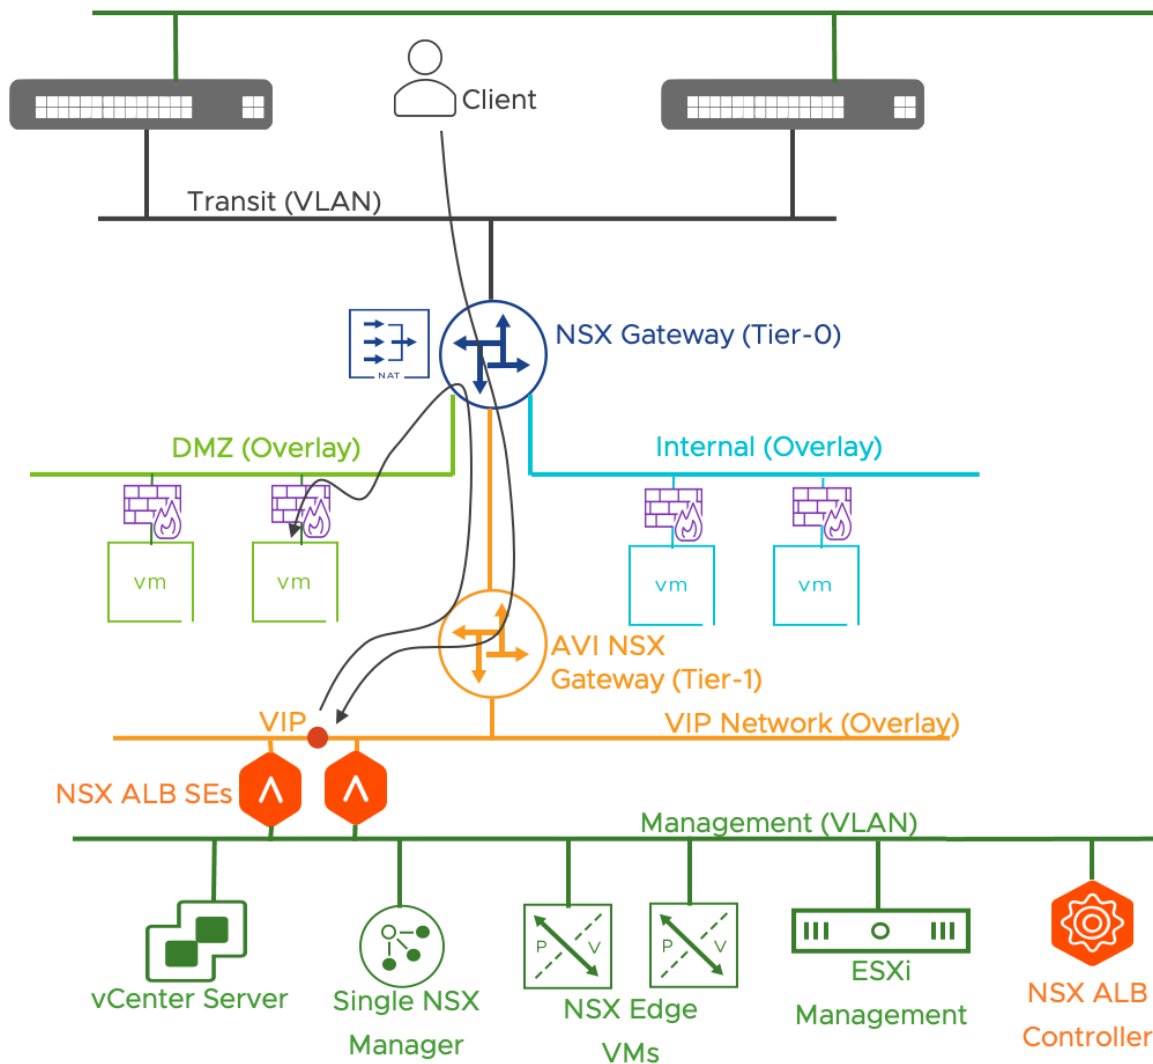 Client
Transit (VLAN)
NSX Gateway (Tier-0)
NAT
DMZ (Overlay)
Internal (Overlay)
vm
vm
vm
vm
AVI NSX
Gateway (Tier-1)
VIP
VIP Network (Overlay)
NSX ALB SEs
Management (VLAN)
P V
P V
vCenter Server
Single NSX
Manager
NSX Edge
VMs
ESXi
Management
NSX ALB
Controller